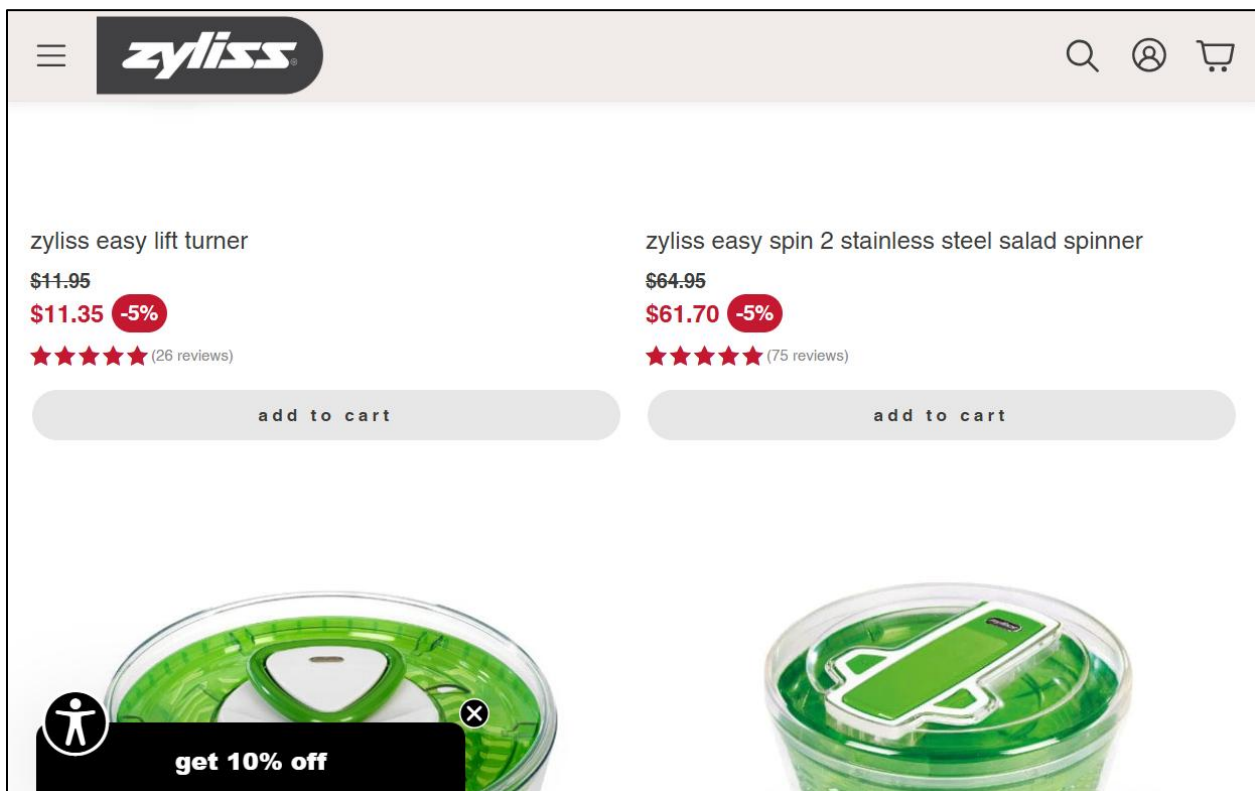 zyliss®
zyliss easy lift turner
$11.95
$11.35 -5%
(26 reviews)
add to cart
zyliss easy spin 2 stainless steel salad spinner
$64.95
$61.70 -5%
(75 reviews)
add to cart
zyliss
get 10% off